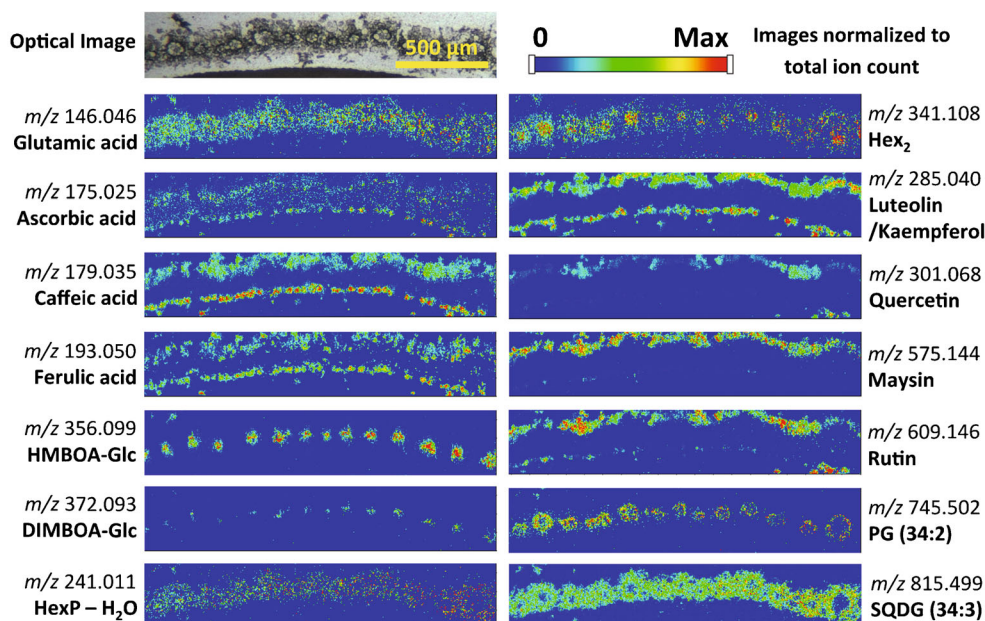 Optical Image
500 µm
0 Max
Images normalized to
total ion count
m/z 146.046
Glutamic acid
m/z 175.025
Ascorbic acid
m/z 179.035
Caffeic acid
m/z 193.050
Ferulic acid
m/z 356.099
HMBOA-Glc
m/z 372.093
DIMBOA-Glc
m/z 241.011
HexP – H₂O
m/z 341.108
Hex₂
m/z 285.040
Luteolin
/Kaempferol
m/z 301.068
Quercetin
m/z 575.144
Maysin
m/z 609.146
Rutin
m/z 745.502
PG (34:2)
m/z 815.499
SQDG (34:3)